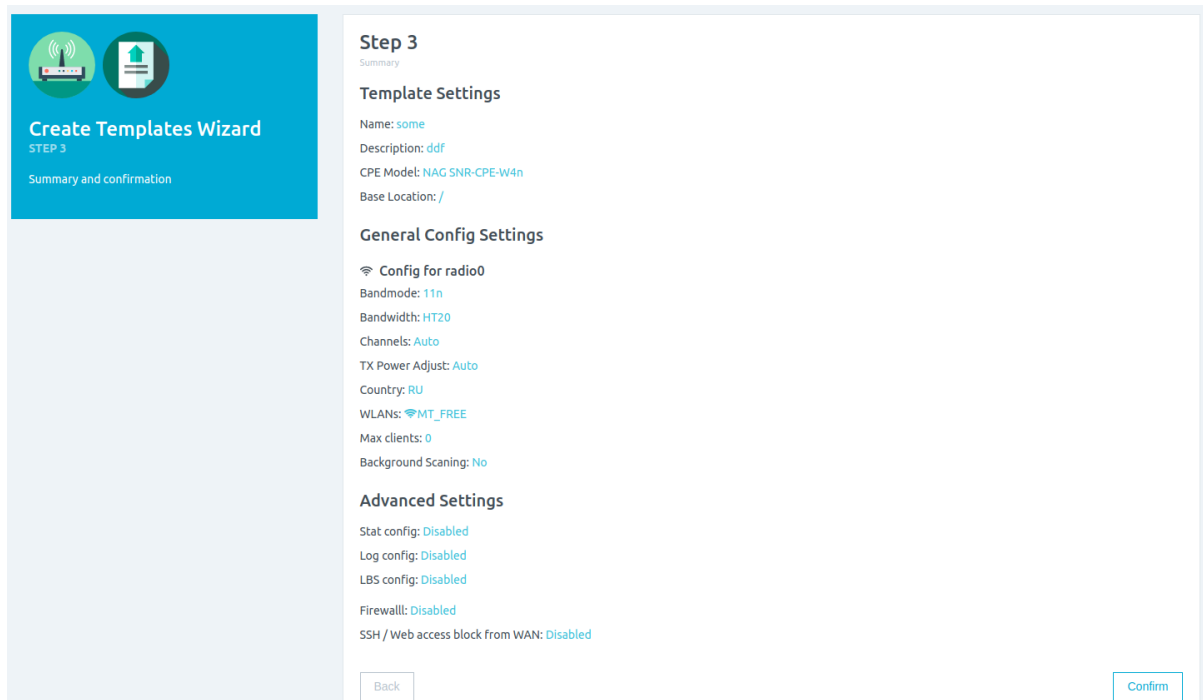 Create Templates Wizard
STEP 3
Summary and confirmation
Step 3
Summary
Template Settings
Name: some
Description: ddf
CPE Model: NAG SNR-CPE-W4n
Base Location: /
General Config Settings
Config for radio0
Bandmode: 11n
Bandwidth: HT20
Channels: Auto
TX Power Adjust: Auto
Country: RU
WLANs: MT_FREE
Max clients: 0
Background Scaning: No
Advanced Settings
Stat config: Disabled
Log config: Disabled
LBS config: Disabled
Firewalll: Disabled
SSH / Web access block from WAN: Disabled
Back
Confirm